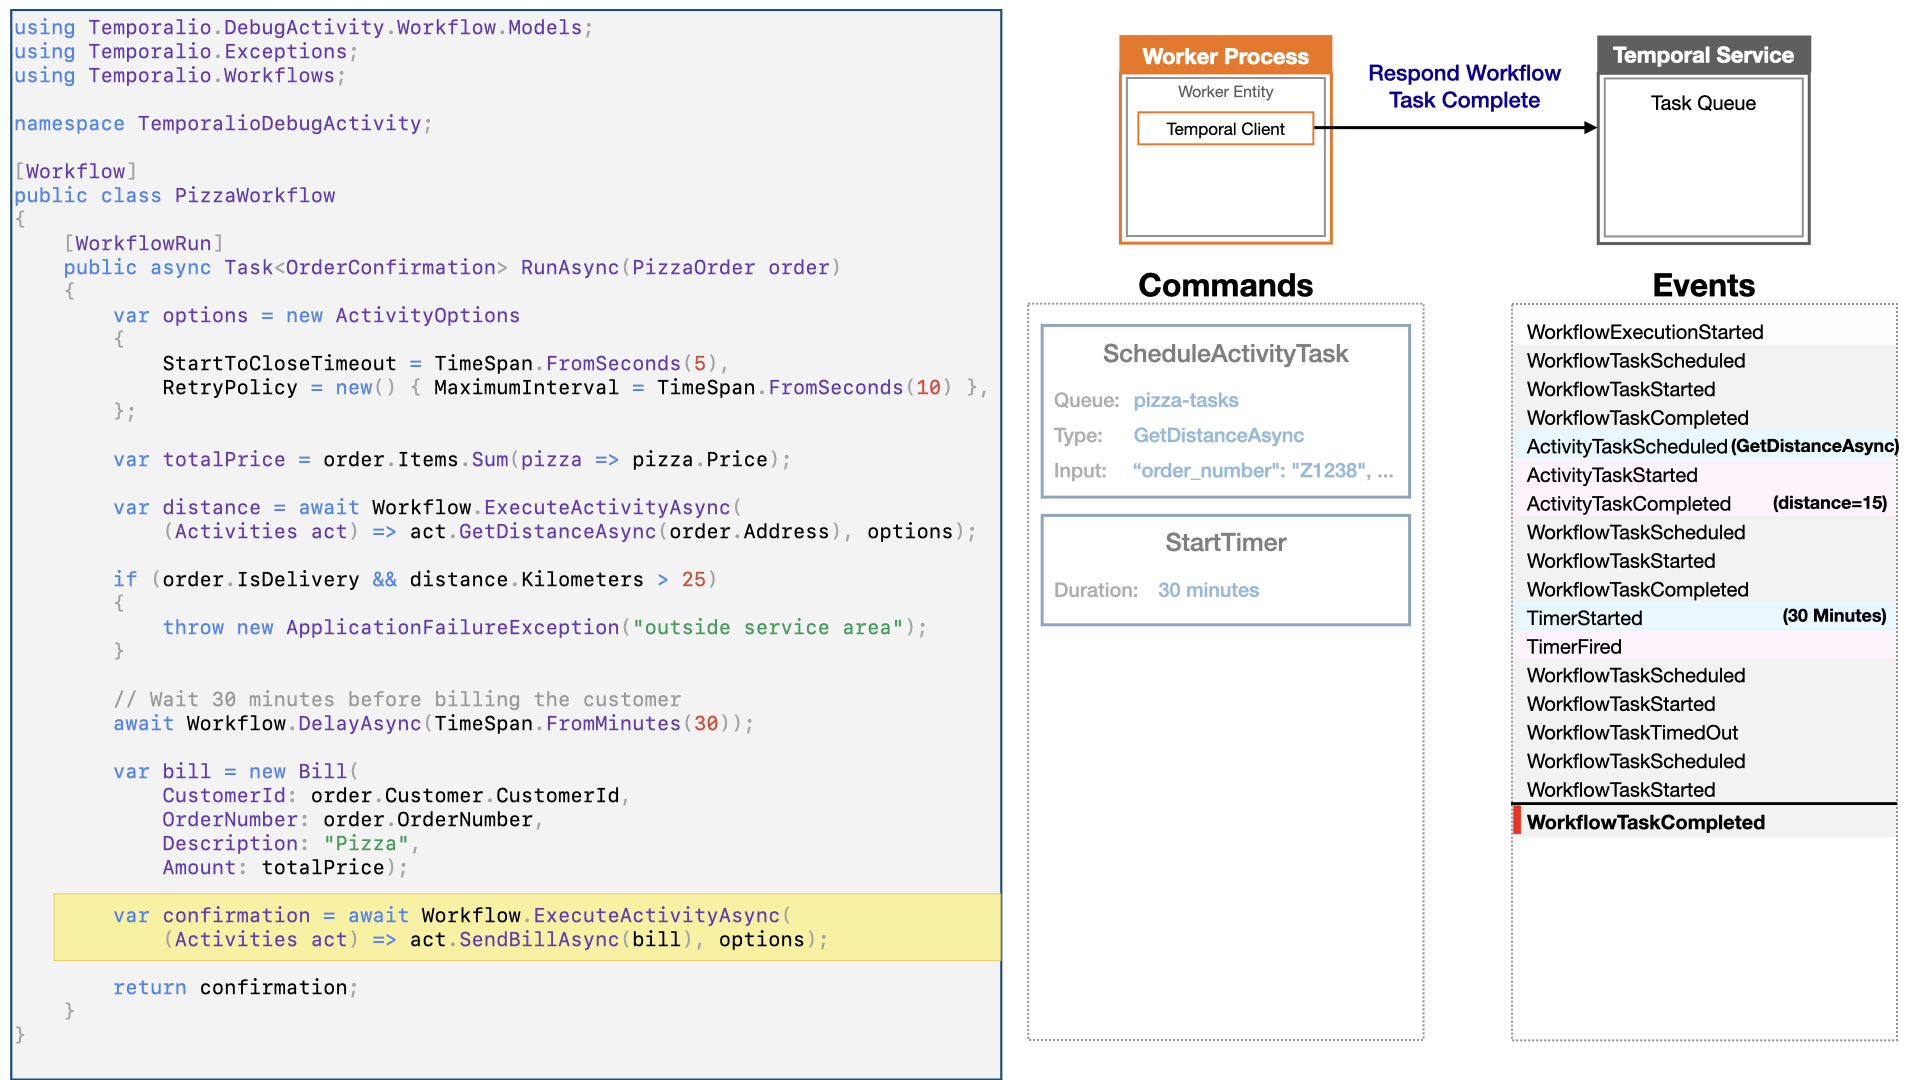 using Temporalio.DebugActivity.Workflow.Models;
using Temporalio.Exceptions;
using Temporalio.Workflows;

namespace TemporalioDebugActivity;

[Workflow]
public class PizzaWorkflow
{
    [WorkflowRun]
    public async Task<OrderConfirmation> RunAsync(PizzaOrder order)
    {
        var options = new ActivityOptions
        {
            StartToCloseTimeout = TimeSpan.FromSeconds(5),
            RetryPolicy = new() { MaximumInterval = TimeSpan.FromSeconds(10) },
        };

        var totalPrice = order.Items.Sum(pizza => pizza.Price);

        var distance = await Workflow.ExecuteActivityAsync(
            (Activities act) => act.GetDistanceAsync(order.Address), options);

        if (order.IsDelivery && distance.Kilometers > 25)
        {
            throw new ApplicationFailureException("outside service area");
        }

        // Wait 30 minutes before billing the customer
        await Workflow.DelayAsync(TimeSpan.FromMinutes(30));

        var bill = new Bill(
            CustomerId: order.Customer.CustomerId,
            OrderNumber: order.OrderNumber,
            Description: "Pizza",
            Amount: totalPrice);

        var confirmation = await Workflow.ExecuteActivityAsync(
            (Activities act) => act.SendBillAsync(bill), options);

        return confirmation;
    }
}
Worker Process
Worker Entity
Temporal Client
Respond Workflow
Task Complete
Temporal Service
Task Queue
Commands
ScheduleActivityTask
Queue: pizza-tasks
Type: GetDistanceAsync
Input: “order_number": "Z1238", ...
StartTimer
Duration: 30 minutes
Events
WorkflowExecutionStarted
WorkflowTaskScheduled
WorkflowTaskStarted
WorkflowTaskCompleted
ActivityTaskScheduled (GetDistanceAsync)
ActivityTaskStarted
ActivityTaskCompleted (distance=15)
WorkflowTaskScheduled
WorkflowTaskStarted
WorkflowTaskCompleted
TimerStarted (30 Minutes)
TimerFired
WorkflowTaskScheduled
WorkflowTaskStarted
WorkflowTaskTimedOut
WorkflowTaskScheduled
WorkflowTaskStarted
WorkflowTaskCompleted